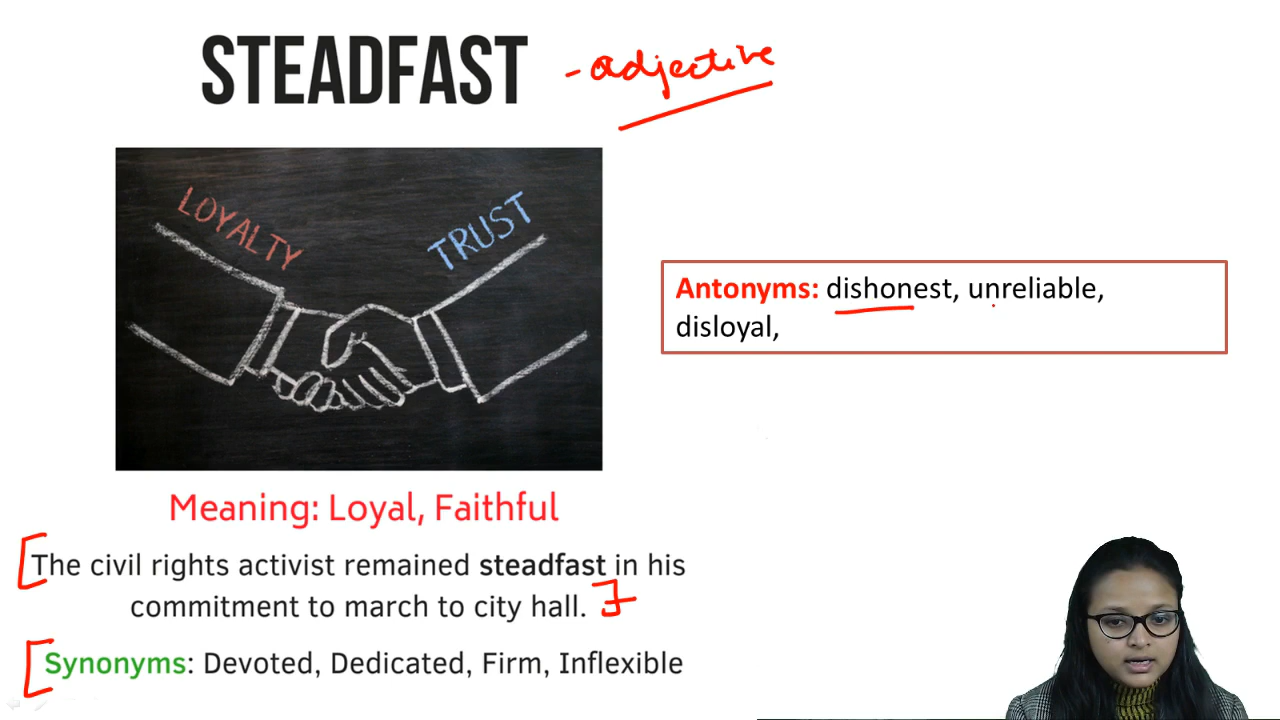 STEADFAST
- adjective
LOYALTY
TRUST
Antonyms: dishonest, unreliable,
disloyal,
Meaning: Loyal, Faithful
The civil rights activist remained steadfast in his
commitment to march to city hall.
Synonyms: Devoted, Dedicated, Firm, Inflexible